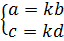 a = kb
c = kd